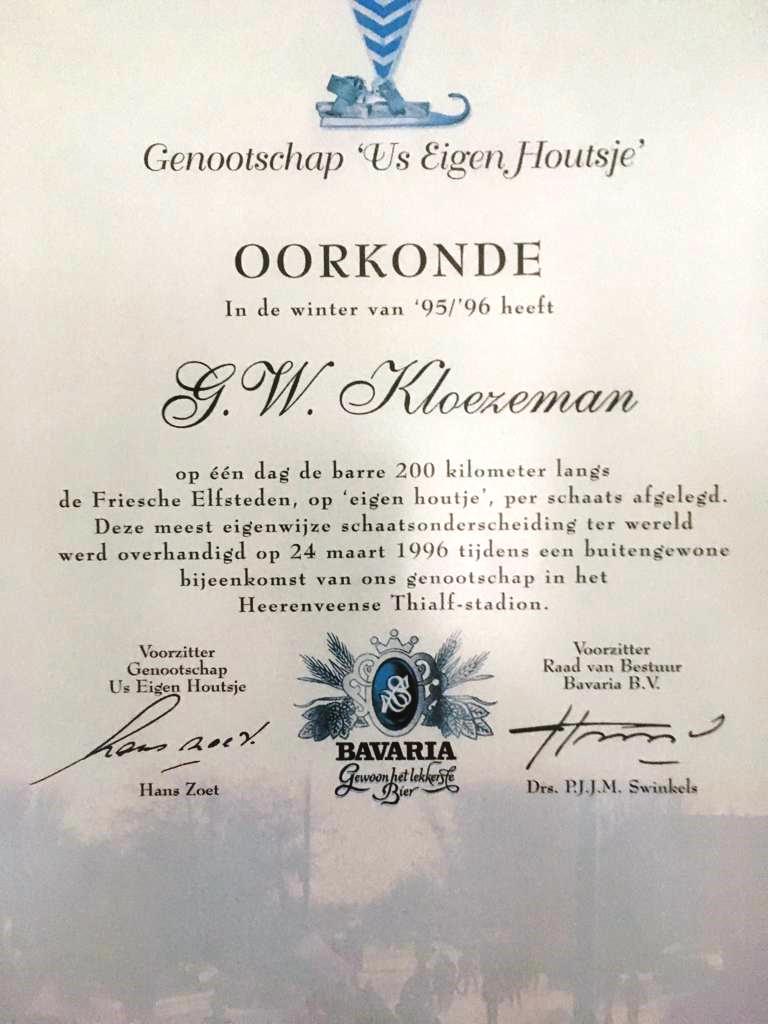 Genootschap 'Us Eigen Houtsje'
OORKONDE
In de winter van '95/'96 heeft
G.W. Kloezeman
op één dag de barre 200 kilometer langs
de Friesche Elfsteden, op 'eigen houtje', per schaats afgelegd.
Deze meest eigenwijze schaatsonderscheiding ter wereld
werd overhandigd op 24 maart 1996 tijdens een buitengewone
bijeenkomst van ons genootschap in het
Heerenveense Thialf-stadion.
Voorzitter
Genootschap
Us Eigen Houtsje
Hans Zoet.
Hans Zoet
BAVARIA
Gewoon het lekkerste
Bier
Voorzitter
Raad van Bestuur
Bavaria B.V.
Drs. P.J.J.M. Swinkels